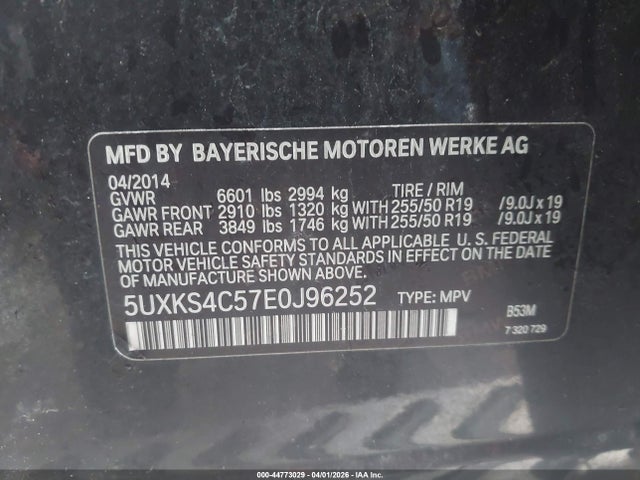 MFD BY BAYERISCHE MOTOREN WERKE AG
04/2014
GVWR 6601 lbs 2994 kg TIRE / RIM
GAWR FRONT 2910 lbs 1320 kg WITH 255/50 R19 /9.0J x 19
GAWR REAR 3849 lbs 1746 kg WITH 255/50 R19 /9.0J x 19
THIS VEHICLE CONFORMS TO ALL APPLICABLE U.S. FEDERAL
MOTOR VEHICLE SAFETY STANDARDS IN EFFECT ON THE DATE
OF MANUFACTURE SHOWN ABOVE.
5UXKS4C57E0J96252 TYPE: MPV
B53M
7 320 729
000-44773029 - 04/01/2026 - IAA Inc.